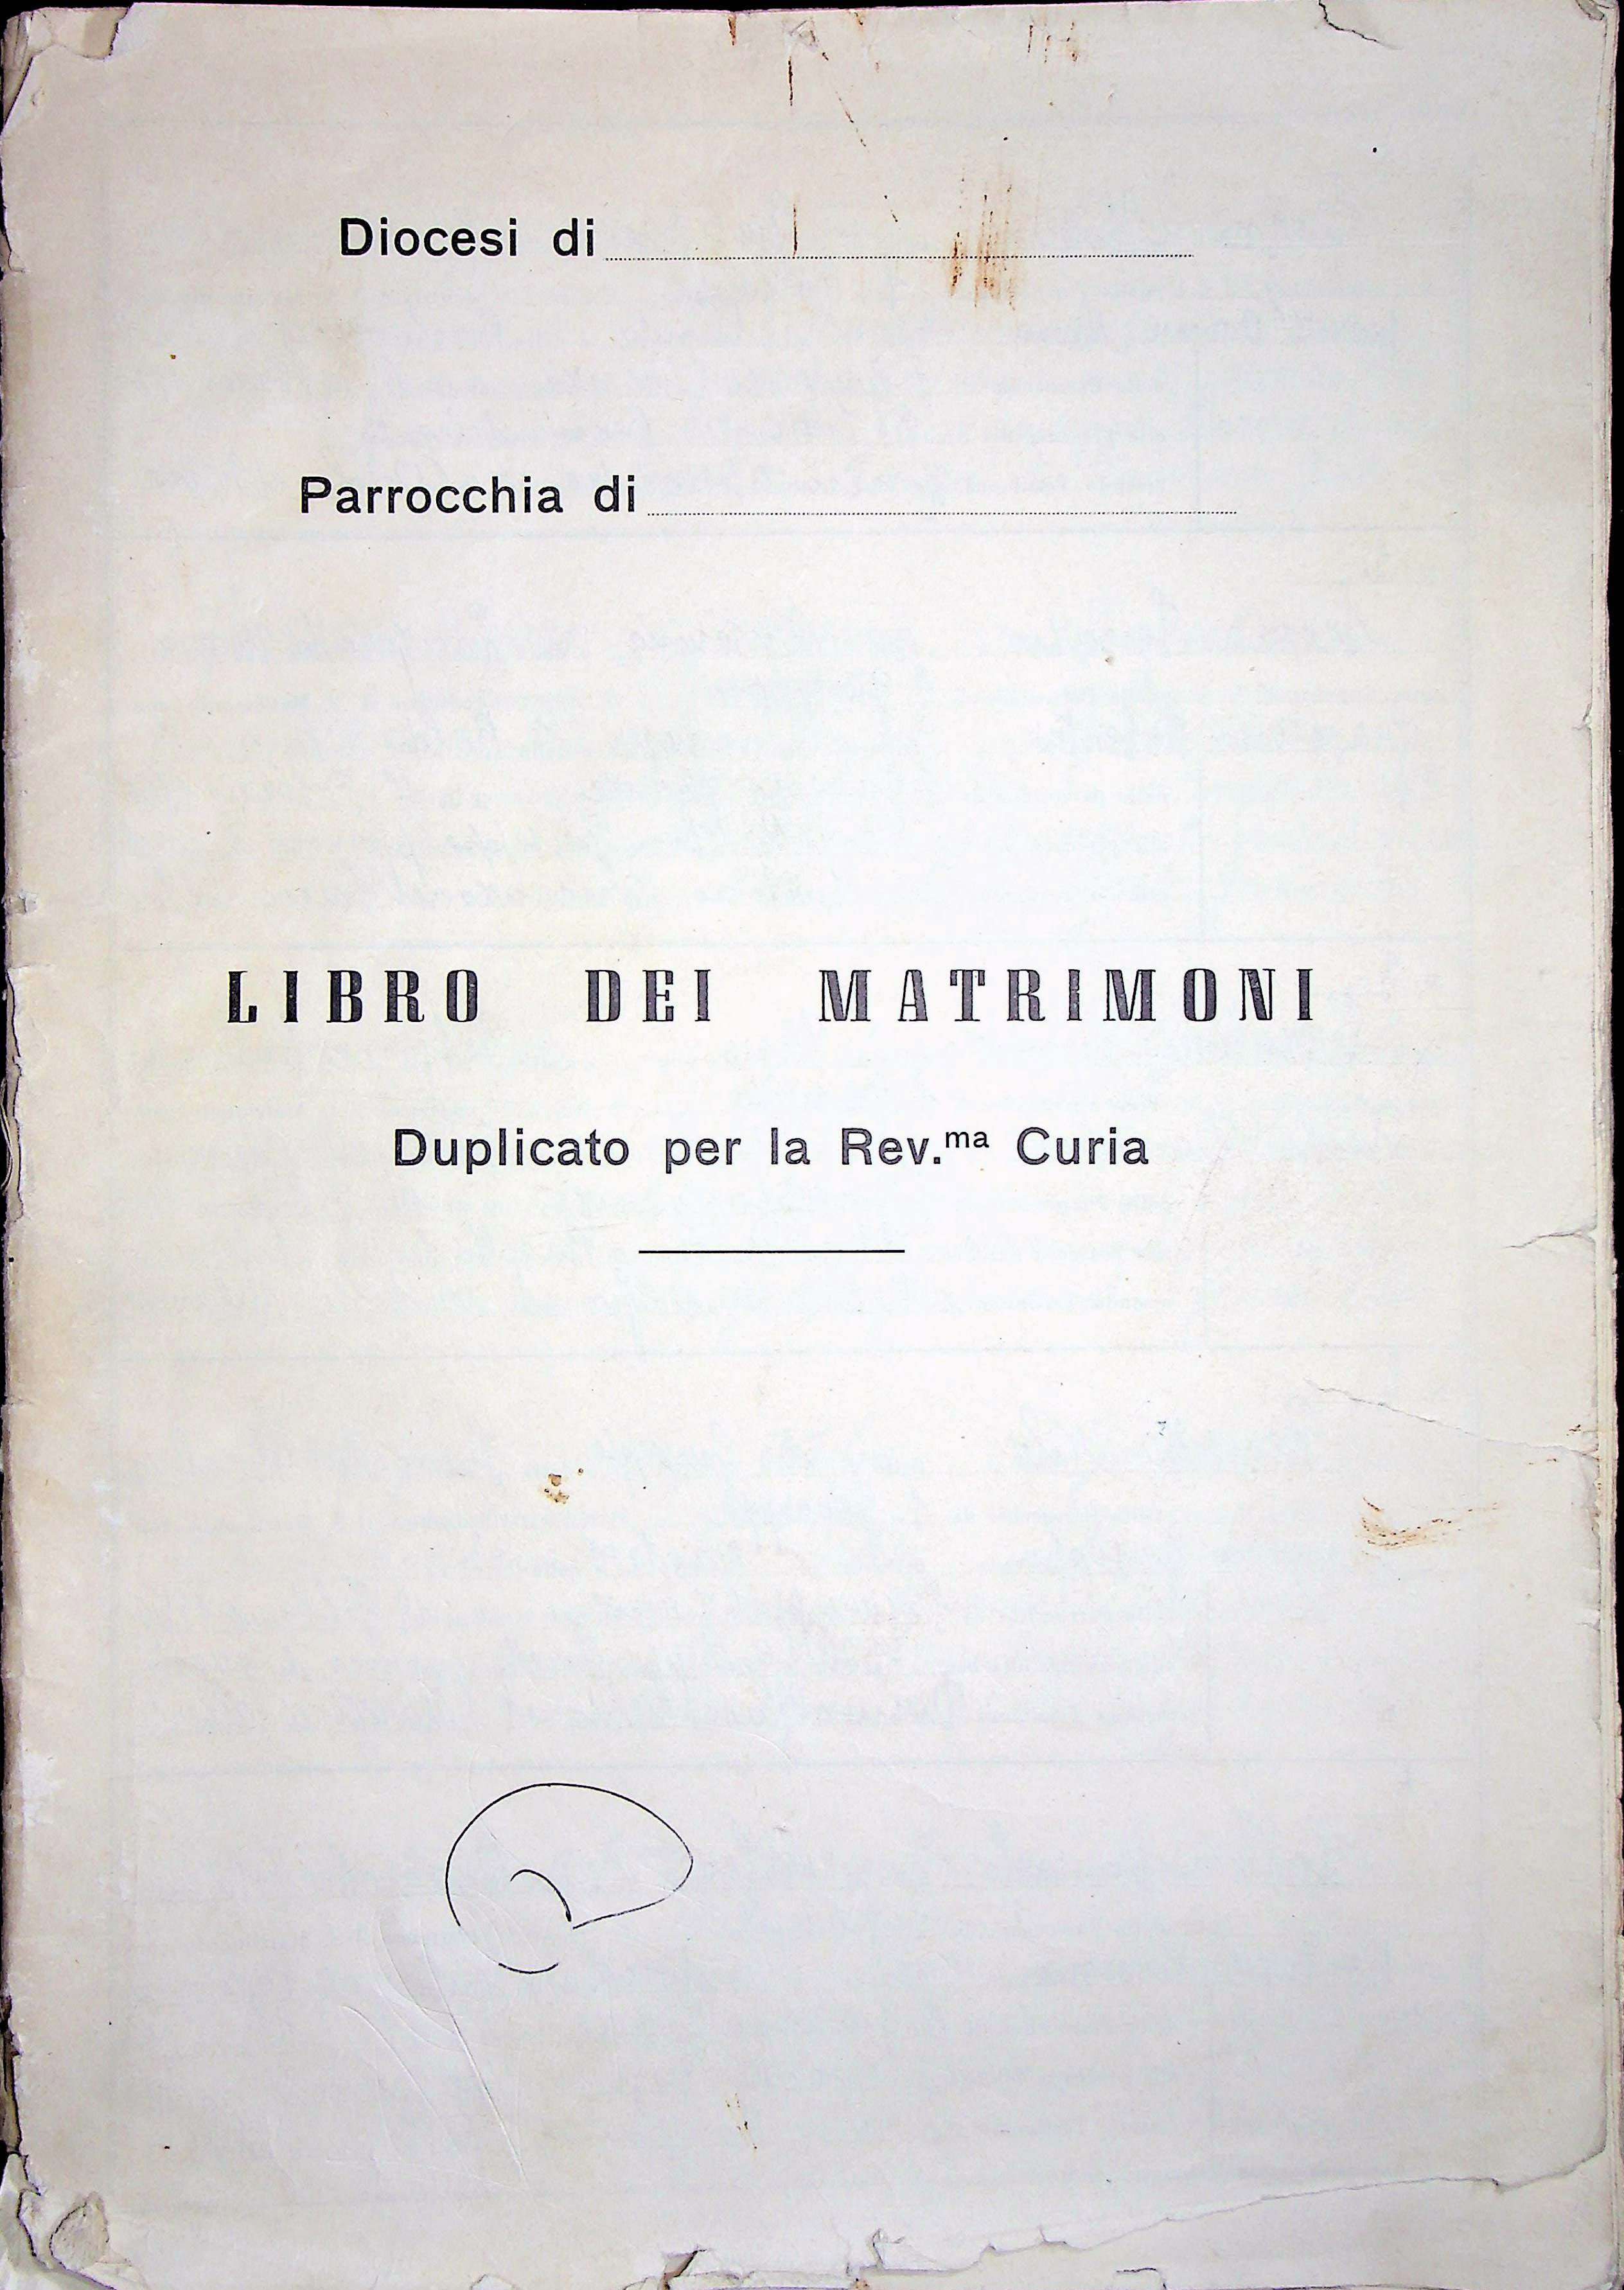 Diocesi di
Parrocchia di
LIBRO DEI MATRIMONI
Duplicato per la Rev.ma Curia